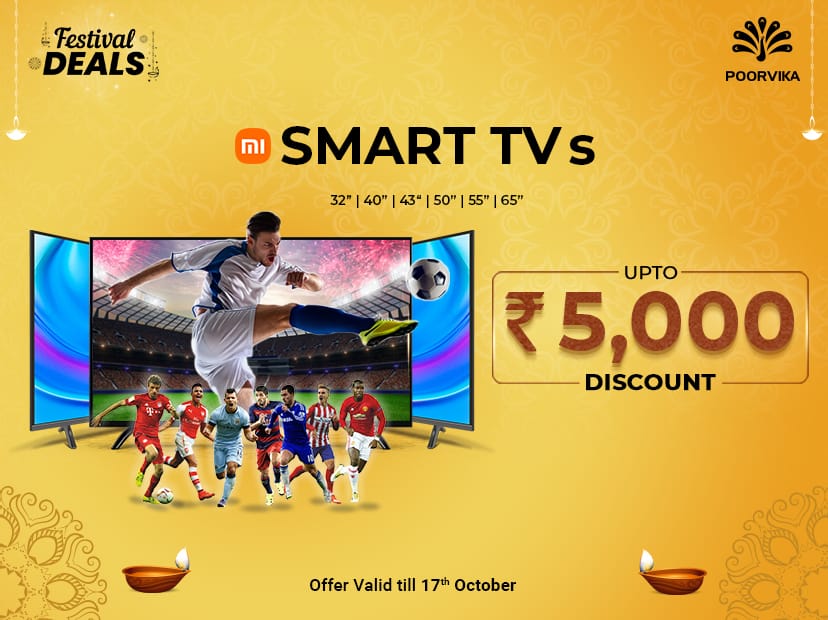 Festival
DEALS
POORVIKA
mi SMART TVs
32” | 40” | 43“ | 50” | 55” | 65”
UPTO
₹ 5,000
DISCOUNT
Offer Valid till 17th October